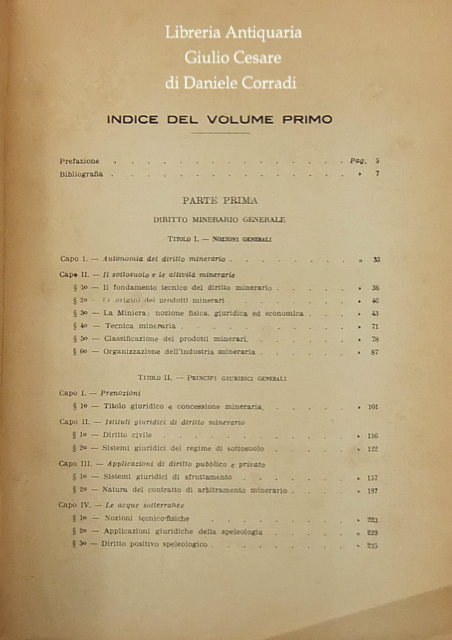 Libreria Antiquaria
Giulio Cesare
di Daniele Corradi
INDICE DEL VOLUME PRIMO
Prefazione . . . . . . . . . . . . . . . Pag. 5
Bibliografia . . . . . . . . . . . . . . . » 7
PARTE PRIMA
DIRITTO MINERARIO GENERALE
Titolo I. — Nozioni generali
Capo I. — Autonomia del diritto minerario . . . . . . . . » 33
Capo II. — Il sottosuolo e le attività minerarie
§ 1o — Il fondamento tecnico del diritto minerario . . . . . » 36
§ 2o — Le origini dei prodotti minerari . . . . . . . . » 40
§ 3o — La Miniera: nozione fisica, giuridica ed economica . . . » 43
§ 4o — Tecnica mineraria . . . . . . . . . . . » 71
§ 5o — Classificazione dei prodotti minerari. . . . . . . » 78
§ 6o — Organizzazione dell'industria mineraria . . . . . . » 87
Titolo II. — Principi giuridici generali
Capo I. — Prenozioni
§ 1o — Titolo giuridico e concessione mineraria. . . . . . » 101
Capo II. — Istituti giuridici di diritto minerario
§ 1o — Diritto civile . . . . . . . . . . . . » 116
§ 2o — Sistemi giuridici del regime di sottosuolo . . . . . » 122
Capo III. — Applicazioni di diritto pubblico e privato
§ 1o — Sistemi giuridici di sfruttamento . . . . . . . » 157
§ 2o — Natura del contratto di arbitramento minerario . . . . » 187
Capo IV. — Le acque sotterranee
§ 1o — Nozioni tecnico-fisiche . . . . . . . . . » 223
§ 2o — Applicazioni giuridiche della speleologia . . . . . » 229
§ 3o — Diritto positivo speleologico . . . . . . . . » 235